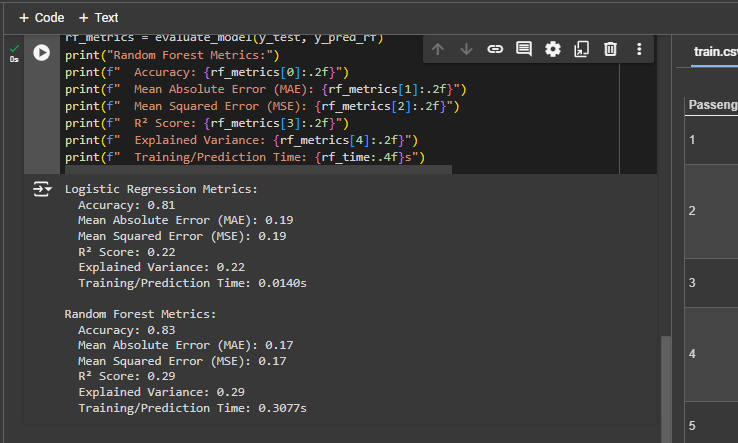 + Code + Text
0s
rf_metrics = evaluate_model(y_test, y_pred_rf)
print("Random Forest Metrics:")
print(f"  Accuracy: {rf_metrics[0]:.2f}")
print(f"  Mean Absolute Error (MAE): {rf_metrics[1]:.2f}")
print(f"  Mean Squared Error (MSE): {rf_metrics[2]:.2f}")
print(f"  R² Score: {rf_metrics[3]:.2f}")
print(f"  Explained Variance: {rf_metrics[4]:.2f}")
print(f"  Training/Prediction Time: {rf_time:.4f}s")
Logistic Regression Metrics:
  Accuracy: 0.81
  Mean Absolute Error (MAE): 0.19
  Mean Squared Error (MSE): 0.19
  R² Score: 0.22
  Explained Variance: 0.22
  Training/Prediction Time: 0.0140s
Random Forest Metrics:
  Accuracy: 0.83
  Mean Absolute Error (MAE): 0.17
  Mean Squared Error (MSE): 0.17
  R² Score: 0.29
  Explained Variance: 0.29
  Training/Prediction Time: 0.3077s
train.cs
Passeng
1
2
3
4
5